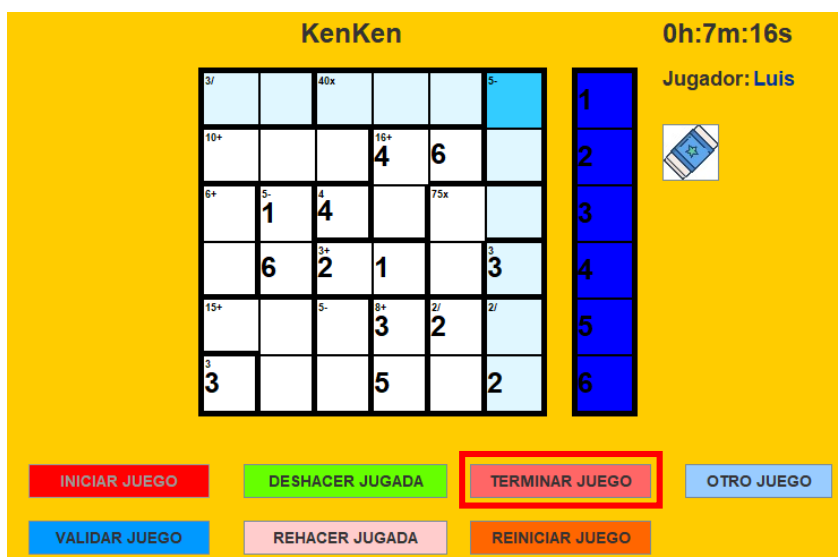 KenKen
0h:7m:16s
Jugador: Luis
3/ 40x 5- 1
10+ 16+ 4 6 2
6+ 5- 1 4 4 75x 3
6 3+ 2 1 3 3 4
15+ 5- 8+ 3 2/ 2 2/ 5
3 3 5 2 6
INICIAR JUEGO DESHACER JUGADA TERMINAR JUEGO OTRO JUEGO
VALIDAR JUEGO REHACER JUGADA REINICIAR JUEGO